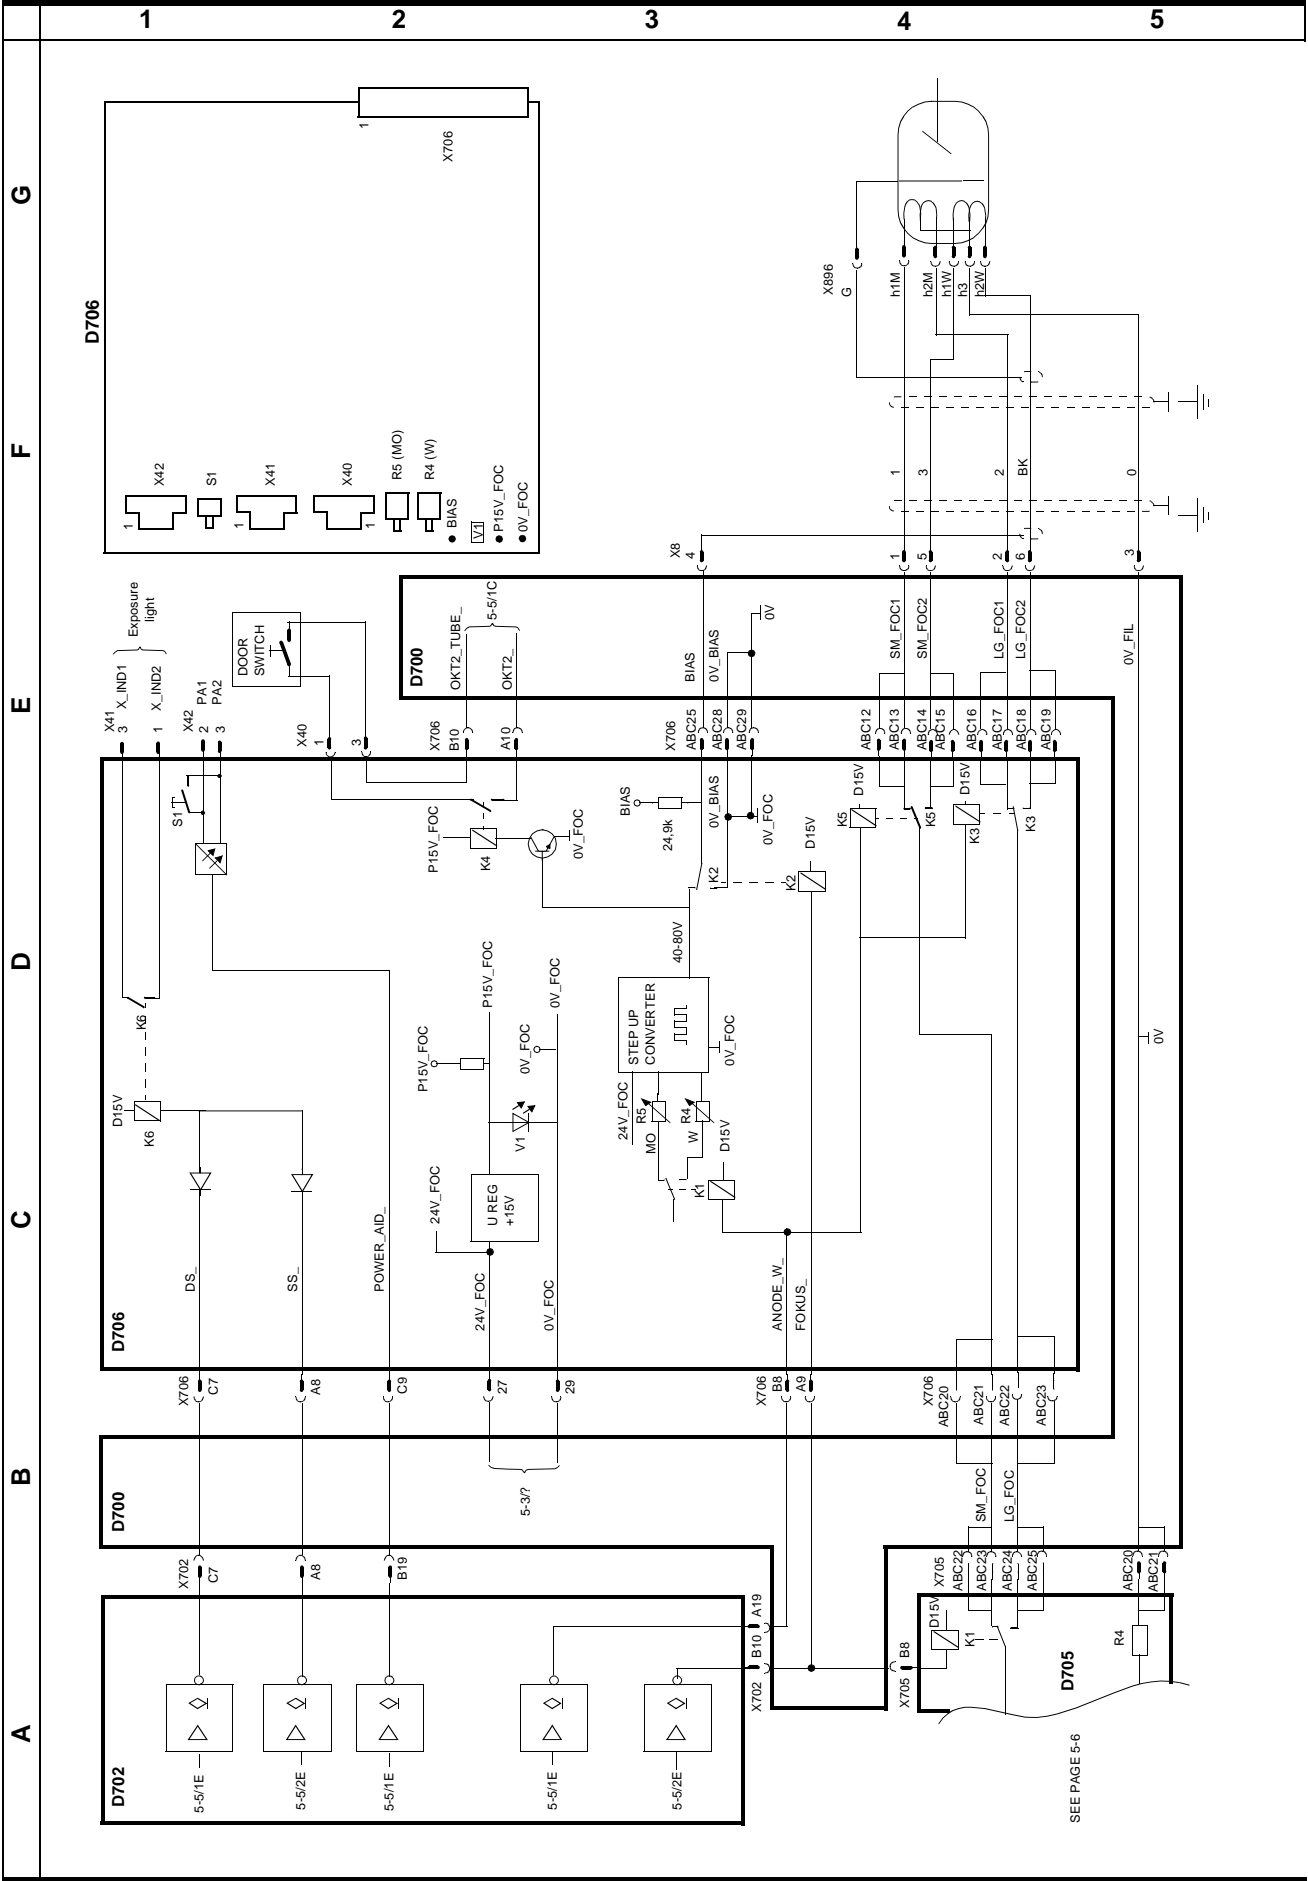 1 2 3 4 5
G
F
E
D
C
B
A
D706
X706
1
X42
1
S1
X41
1
X40
1
R5 (MO)
R4 (W)
BIAS
V1
P15V_FOC
0V_FOC
X896
G
h1M
h2M
h1W
h3
h2W
1
3
2
BK
0
X8
4
1
5
2
6
3
Exposure
light
X41
3
X_IND1
1
X_IND2
X42
2
PA1
3
PA2
DOOR
SWITCH
X40
1
3
D700
OKT2_TUBE_
OKT2_
5-5/1C
X706
B10
A10
BIAS
0V_BIAS
0V
X706
ABC25
ABC28
ABC29
SM_FOC1
SM_FOC2
LG_FOC1
LG_FOC2
0V_FIL
ABC12
ABC13
ABC14
ABC15
ABC16
ABC17
ABC18
ABC19
S1
P15V_FOC
K4
0V_FOC
BIAS
24,9k
0V_BIAS
0V_FOC
K2
K2
D15V
D15V
K5
K5
D15V
K3
K3
K6
D15V
K6
P15V_FOC
P15V_FOC
0V_FOC
0V_FOC
V1
40-80V
STEP UP
CONVERTER
0V_FOC
24V_FOC
R5
R4
MO
W
D15V
K1
24V_FOC
U REG
+15V
0V
DS_
SS_
POWER_AID_
24V_FOC
0V_FOC
ANODE_W_
FOKUS_
D706
X706
C7
A8
C9
27
29
X706
B8
A9
X706
ABC20
ABC21
ABC22
ABC23
D700
5-3/?
SM_FOC
LG_FOC
X702
C7
A8
B19
X705
ABC22
ABC23
ABC24
ABC25
ABC20
ABC21
A19
B10
X702
B8
X705
D15V
K1
R4
D705
D702
5-5/1E
5-5/2E
5-5/1E
5-5/1E
5-5/2E
SEE PAGE 5-6